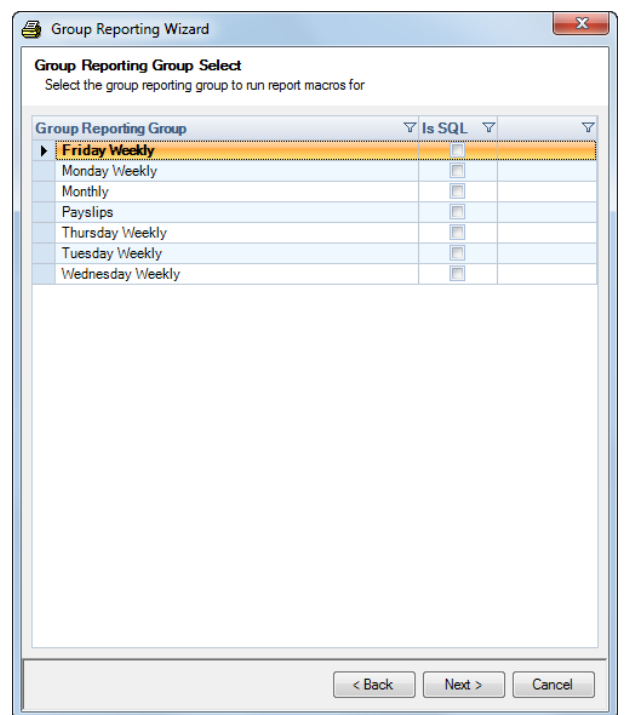 Group Reporting Wizard
Group Reporting Group Select
Select the group reporting group to run report macros for
Group Reporting Group Is SQL
Friday Weekly
Monday Weekly
Monthly
Payslips
Thursday Weekly
Tuesday Weekly
Wednesday Weekly
< Back Next > Cancel